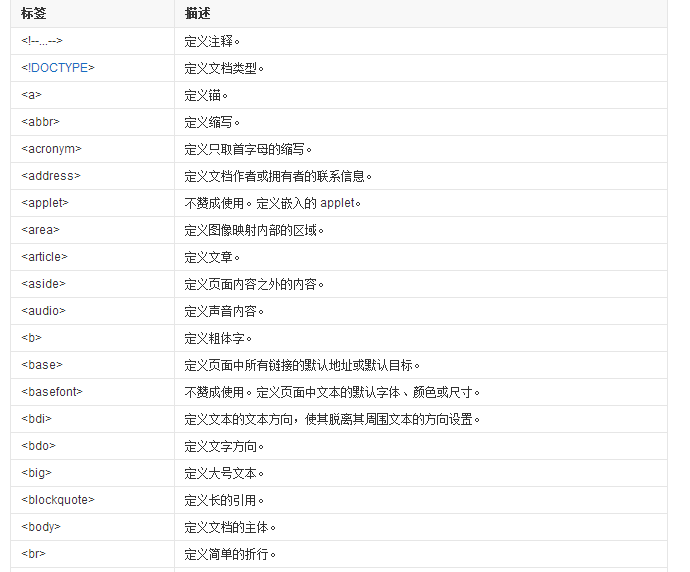 标签 描述
<!--...--> 定义注释。
<!DOCTYPE> 定义文档类型。
<a> 定义锚。
<abbr> 定义缩写。
<acronym> 定义只取首字母的缩写。
<address> 定义文档作者或拥有者的联系信息。
<applet> 不赞成使用。定义嵌入的 applet。
<area> 定义图像映射内部的区域。
<article> 定义文章。
<aside> 定义页面内容之外的内容。
<audio> 定义声音内容。
<b> 定义粗体字。
<base> 定义页面中所有链接的默认地址或默认目标。
<basefont> 不赞成使用。定义页面中文本的默认字体、颜色或尺寸。
<bdi> 定义文本的文本方向，使其脱离其周围文本的方向设置。
<bdo> 定义文字方向。
<big> 定义大号文本。
<blockquote> 定义长的引用。
<body> 定义文档的主体。
<br> 定义简单的折行。